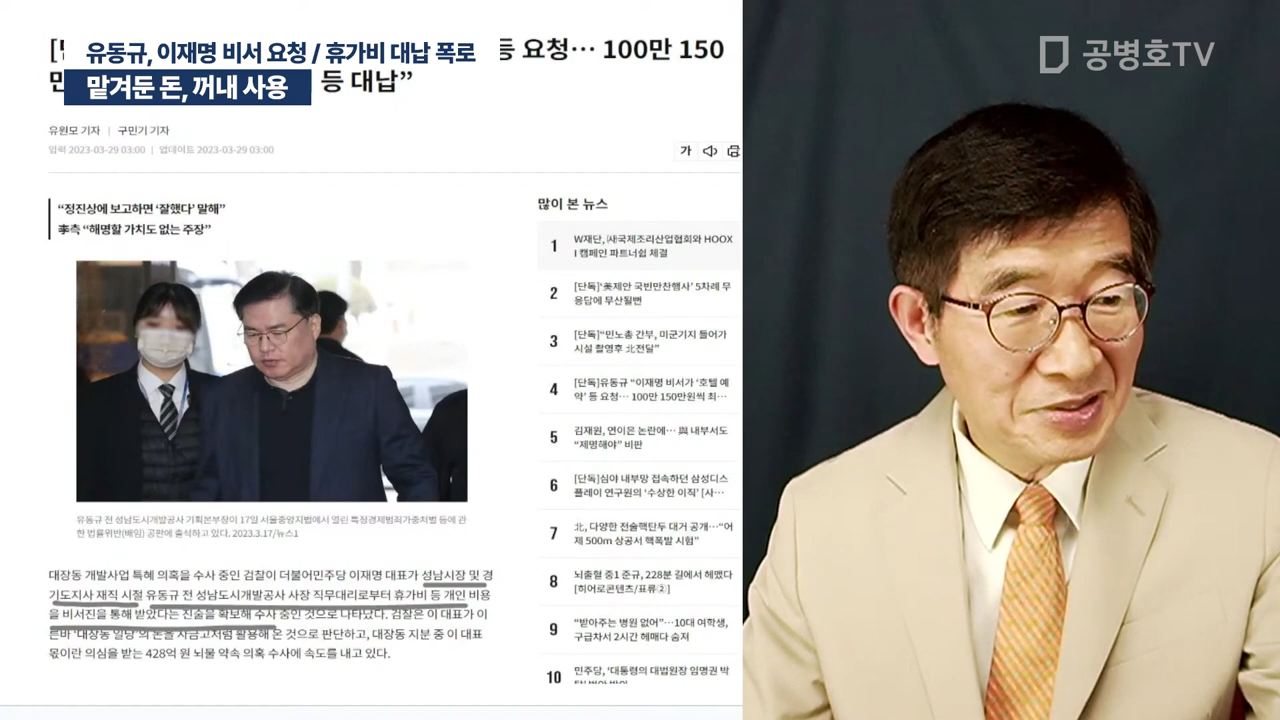 유동규, 이재명 비서 요청 / 휴가비 대납 폭로
맡겨둔 돈, 꺼내 사용
등 요청… 100만 150
등 대납”
공병호TV
유원모 기자 | 구민기 기자
입력 2023-03-29 03:00 | 업데이트 2023-03-29 03:00
가
“정진상에 보고하면 ‘잘했다’ 말해”
李측 “해명할 가치도 없는 주장”
유동규 전 성남도시개발공사 기획본부장이 17일 서울중앙지법에서 열린 특정경제범죄가중처벌 등에 관
한 법률위반(배임) 공판에 출석하고 있다. 2023.3.17/뉴스1
대장동 개발사업 특혜 의혹을 수사 중인 검찰이 더불어민주당 이재명 대표가 성남시장 및 경
기도지사 재직 시절 유동규 전 성남도시개발공사 사장 직무대리로부터 휴가비 등 개인 비용
을 비서진을 통해 받았다는 진술을 확보해 수사 중인 것으로 나타났다. 검찰은 이 대표가 이
른바 ‘대장동 일당’의 돈을 사금고처럼 활용해 온 것으로 판단하고, 대장동 지분 중 이 대표
몫이란 의심을 받는 428억 원 뇌물 약속 의혹 수사에 속도를 내고 있다.
많이 본 뉴스
1 W재단, 새국제조리산업협회와 HOOX
I 캠페인 파트너쉽 체결
2 [단독]‘美제안 국빈만찬행사’ 5차례 무
응답에 무산될뻔
3 [단독]“민노총 간부, 미군기지 들어가
시설 촬영후 北전달”
4 [단독]유동규 “이재명 비서가 ‘호텔 예
약’ 등 요청… 100만 150만원씩 최…
5 김재원, 연이은 논란에… 與 내부서도
“제명해야” 비판
6 [단독]심야 내부망 접속하던 삼성디스
플레이 연구원의 ‘수상한 이직’ [사…
7 北, 다양한 전술핵탄두 대거 공개…“어
제 500m 상공서 핵폭발 시험”
8 뇌출혈 중1 준규, 228분 길에서 헤맸다
[히어로콘텐츠/표류②]
9 “받아주는 병원 없어”…10대 여학생,
구급차서 2시간 헤매다 숨져
10 민주당, ‘대통령의 대법원장 임명권 박